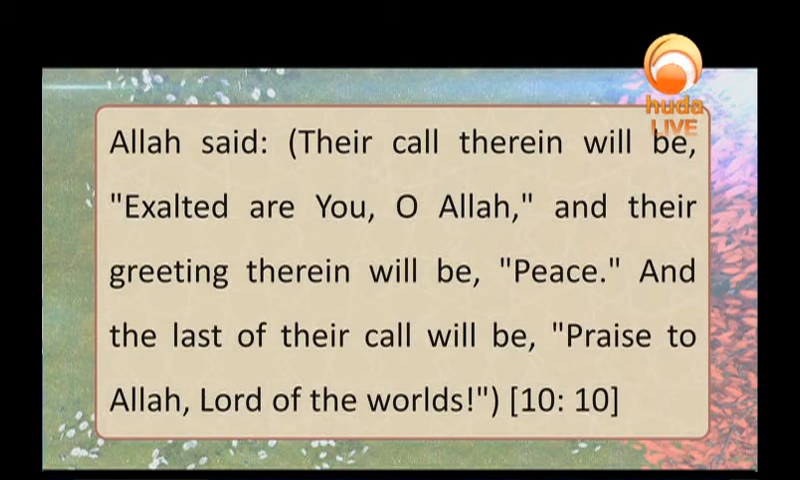 huda
LIVE
Allah said: (Their call therein will be,
"Exalted are You, O Allah," and their
greeting therein will be, "Peace." And
the last of their call will be, "Praise to
Allah, Lord of the worlds!") [10: 10]